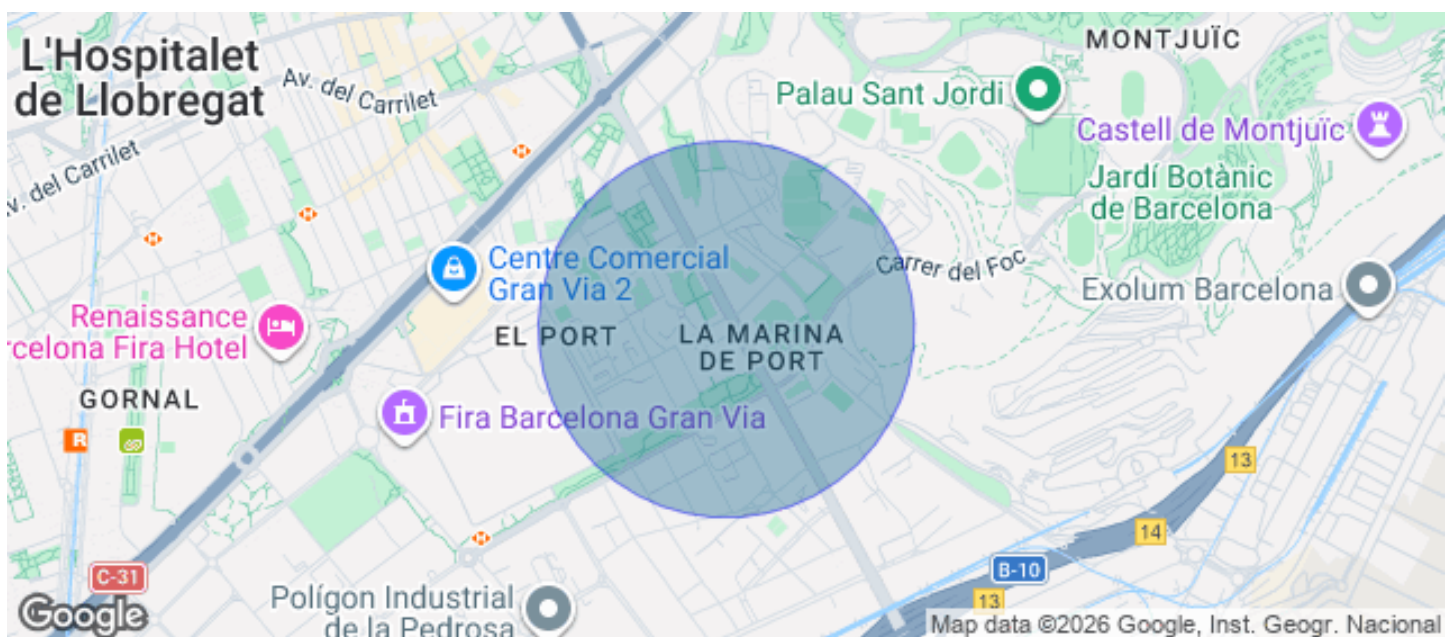 L'Hospitalet
de Llobregat
Av. del Carrilet
Av. del Carrilet
MONTJUÏC
Palau Sant Jordi
Castell de Montjuïc
Jardí Botànic
de Barcelona
Centre Comercial
Gran Via 2
Carrer del Foc
Exolum Barcelona
Renaissance
rcelona Fira Hotel
EL PORT
LA MARINA
DE PORT
GORNAL
Fira Barcelona Gran Via
R
13
14
C-31
B-10
13
Polígon Industrial
de la Pedrosa
Google
Map data ©2026 Google, Inst. Geogr. Nacional